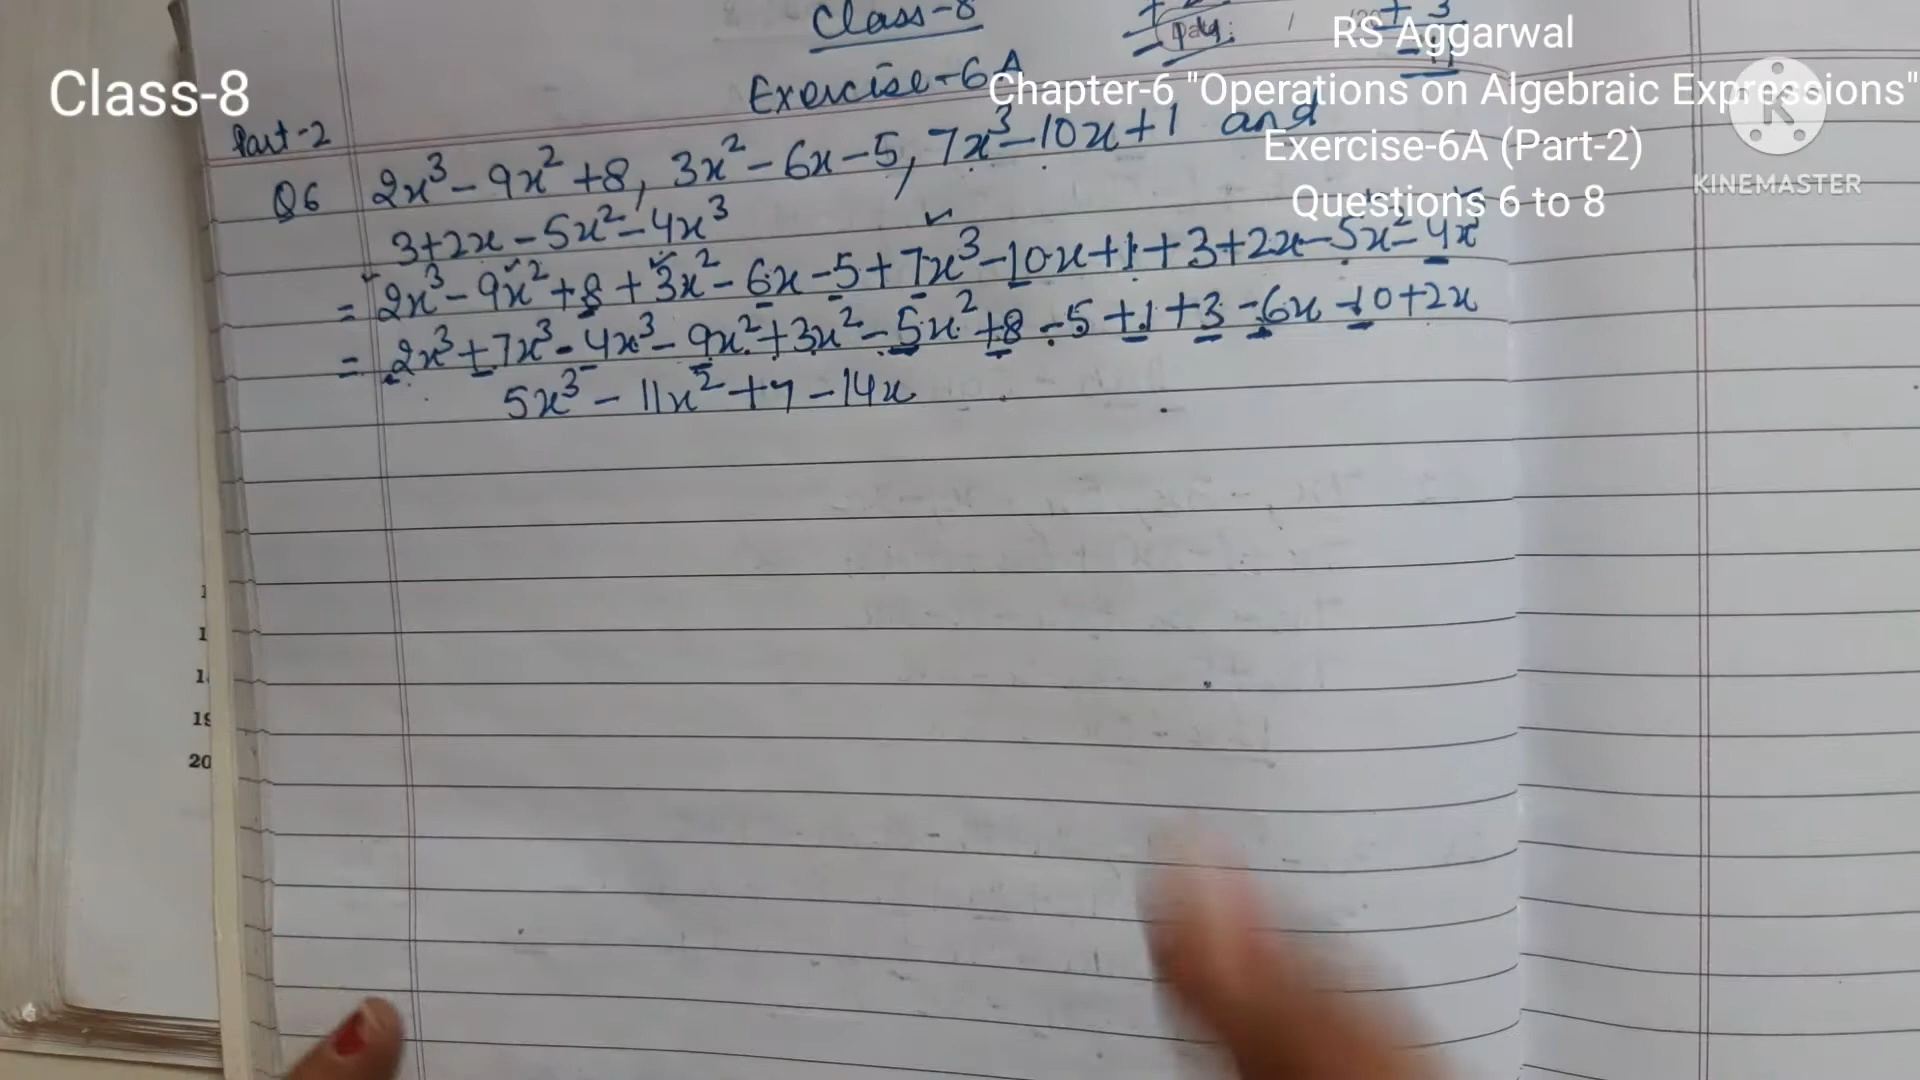 Class-8
RS Aggarwal
Chapter-6 "Operations on Algebraic Expressions"
Exercise-6A (Part-2)
Questions 6 to 8
KINEMASTER
Class-8
Date:
Exercise-6A
Part-2
Q6 2x³-9x²+8, 3x²-6x-5, 7x³-10x+1 and
3+2x-5x²-4x³
= 2x³-9x²+8+3x²-6x-5+7x³-10x+1+3+2x-5x²-4x³
= 2x³+7x³-4x³-9x²+3x²-5x²+8-5+1+3-6x-10+2x
5x³-11x²+7-14x
20